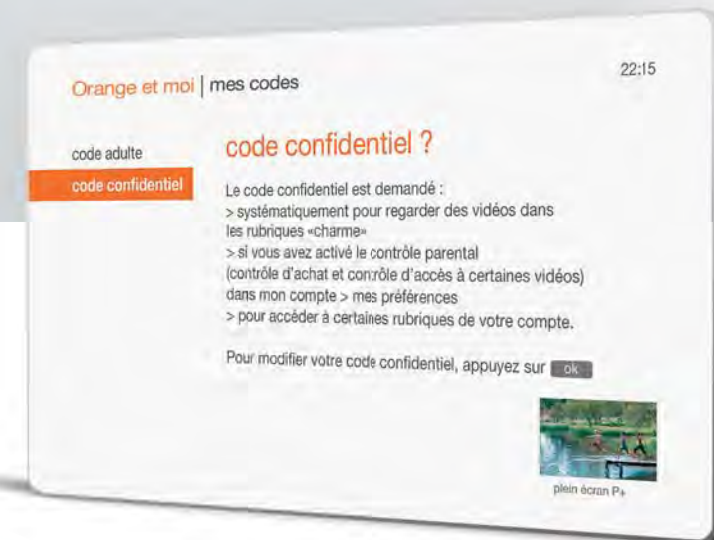 Orange et moi | mes codes
22:15
code adulte
code confidentiel
code confidentiel ?
Le code confidentiel est demandé :
> systématiquement pour regarder des vidéos dans
les rubriques «charme»
> si vous avez activé le contrôle parental
(contrôle d'achat et contrôle d'accès à certaines vidéos)
dans mon compte > mes préférences
> pour accéder à certaines rubriques de votre compte.
Pour modifier votre code confidentiel, appuyez sur ok
plein écran P+